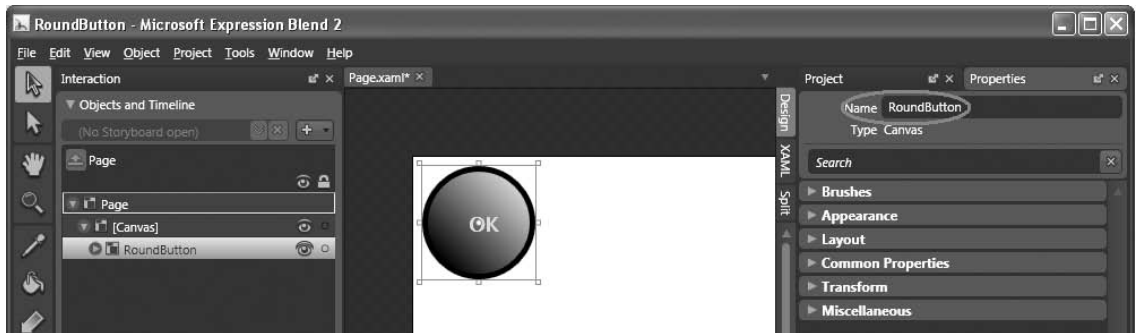 RoundButton - Microsoft Expression Blend 2
File Edit View Object Project Tools Window Help
Interaction
Objects and Timeline
(No Storyboard open)
Page
Page
[Canvas]
RoundButton
Page.xaml*
OK
Design
XAML
Split
Project Properties
Name RoundButton
Type Canvas
Search
Brushes
Appearance
Layout
Common Properties
Transform
Miscellaneous